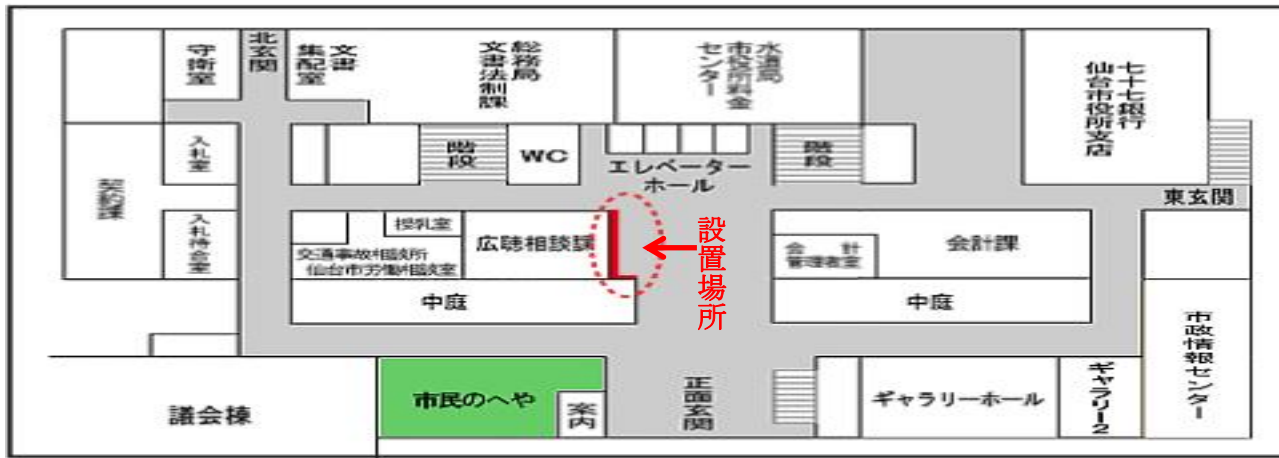 守衛室
北玄関
文書
集配室
総務局
文書法制課
水道局
市役所料金
センター
七十七銀行
仙台市役所支店
契約課
入札室
階段
WC
エレベーター
ホール
階段
東玄関
入札待合室
授乳室
交通事故相談所
仙台市労働相談室
広聴相談課
設置場所
会計
管理者室
会計課
中庭
中庭
市政情報センター
議会棟
市民のへや
案内
正面玄関
ギャラリーホール
ギャラリー2